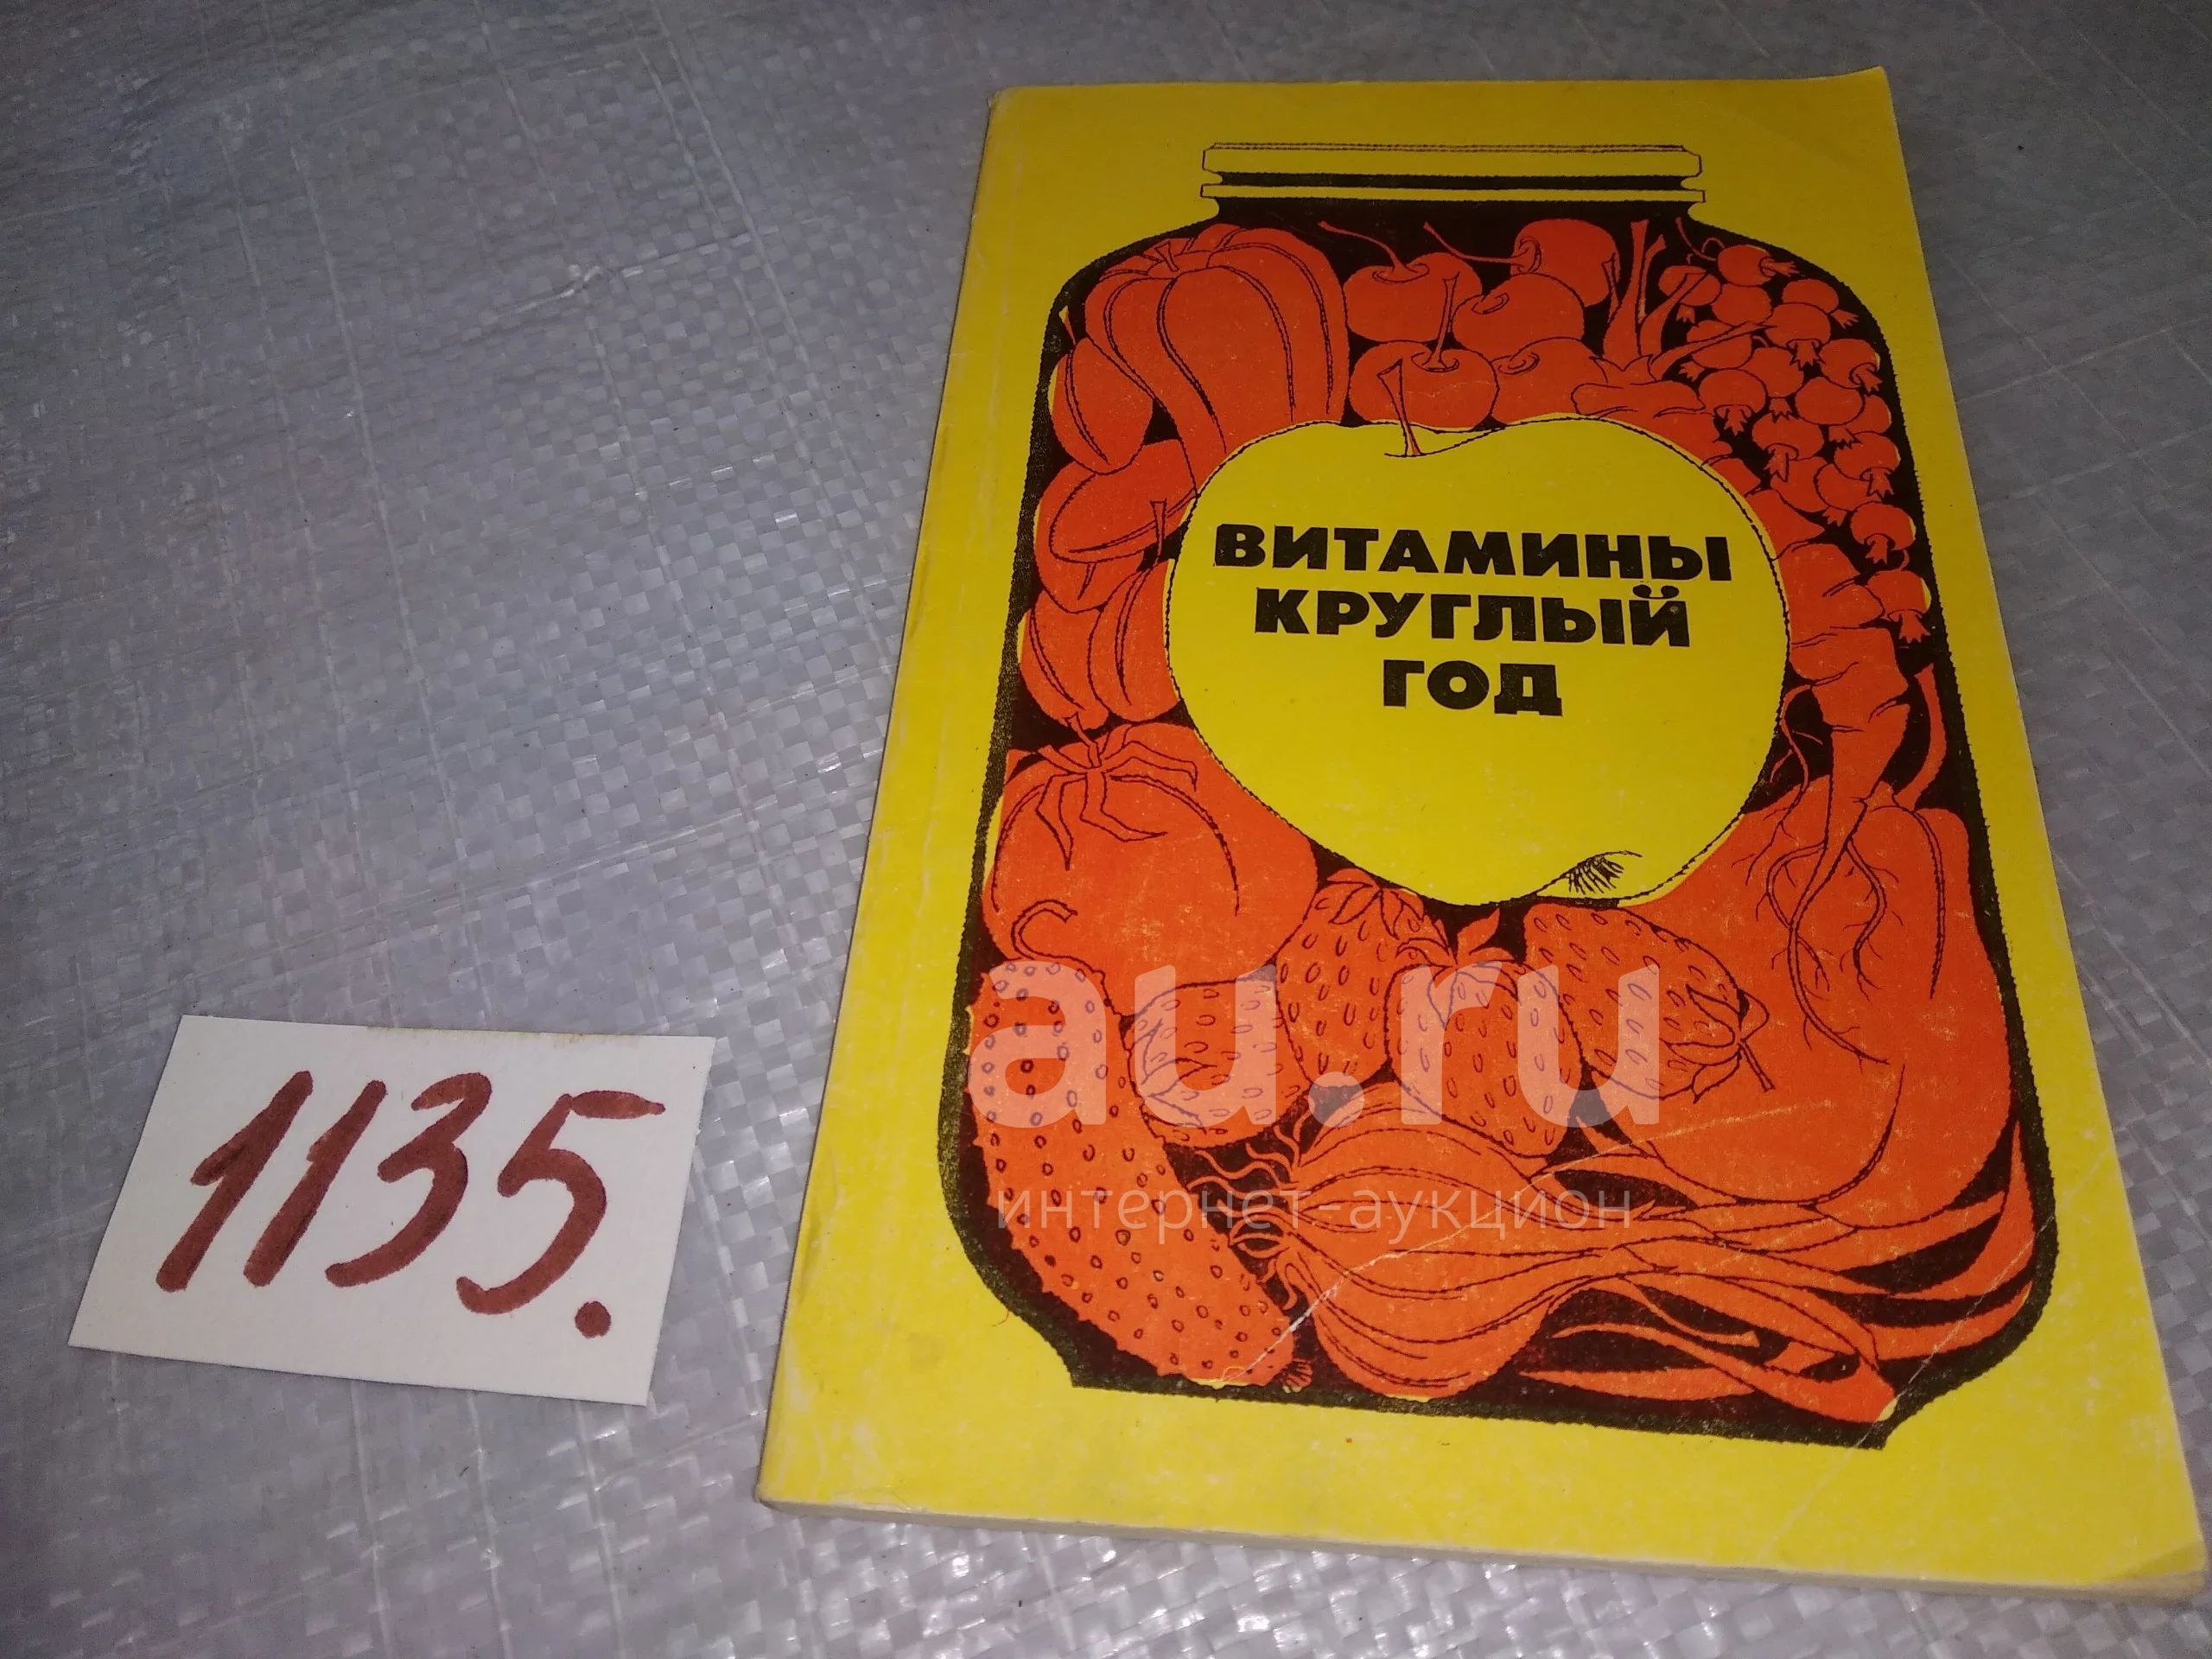 ВИТАМИНЫ
КРУГЛЫЙ
ГОД
au.ru
интернет-аукцион
1135.